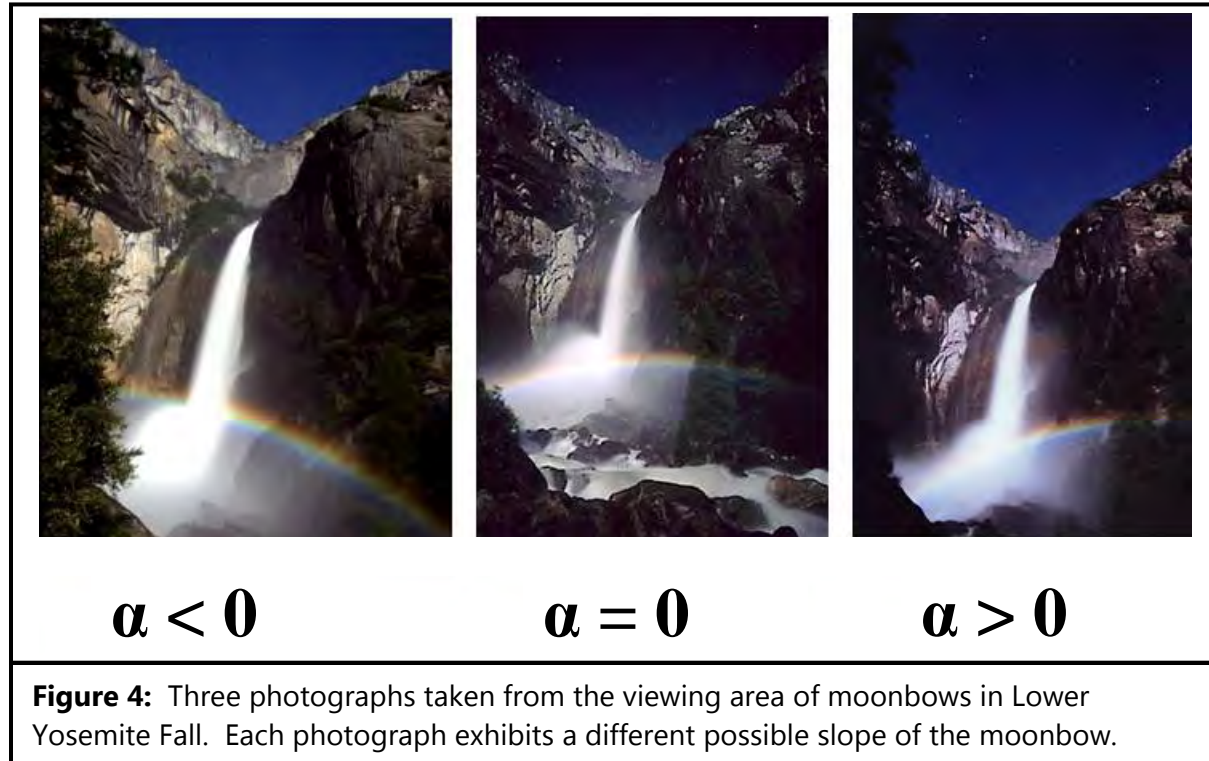 α < 0
α = 0
α > 0
Figure 4: Three photographs taken from the viewing area of moonbows in Lower
Yosemite Fall. Each photograph exhibits a different possible slope of the moonbow.